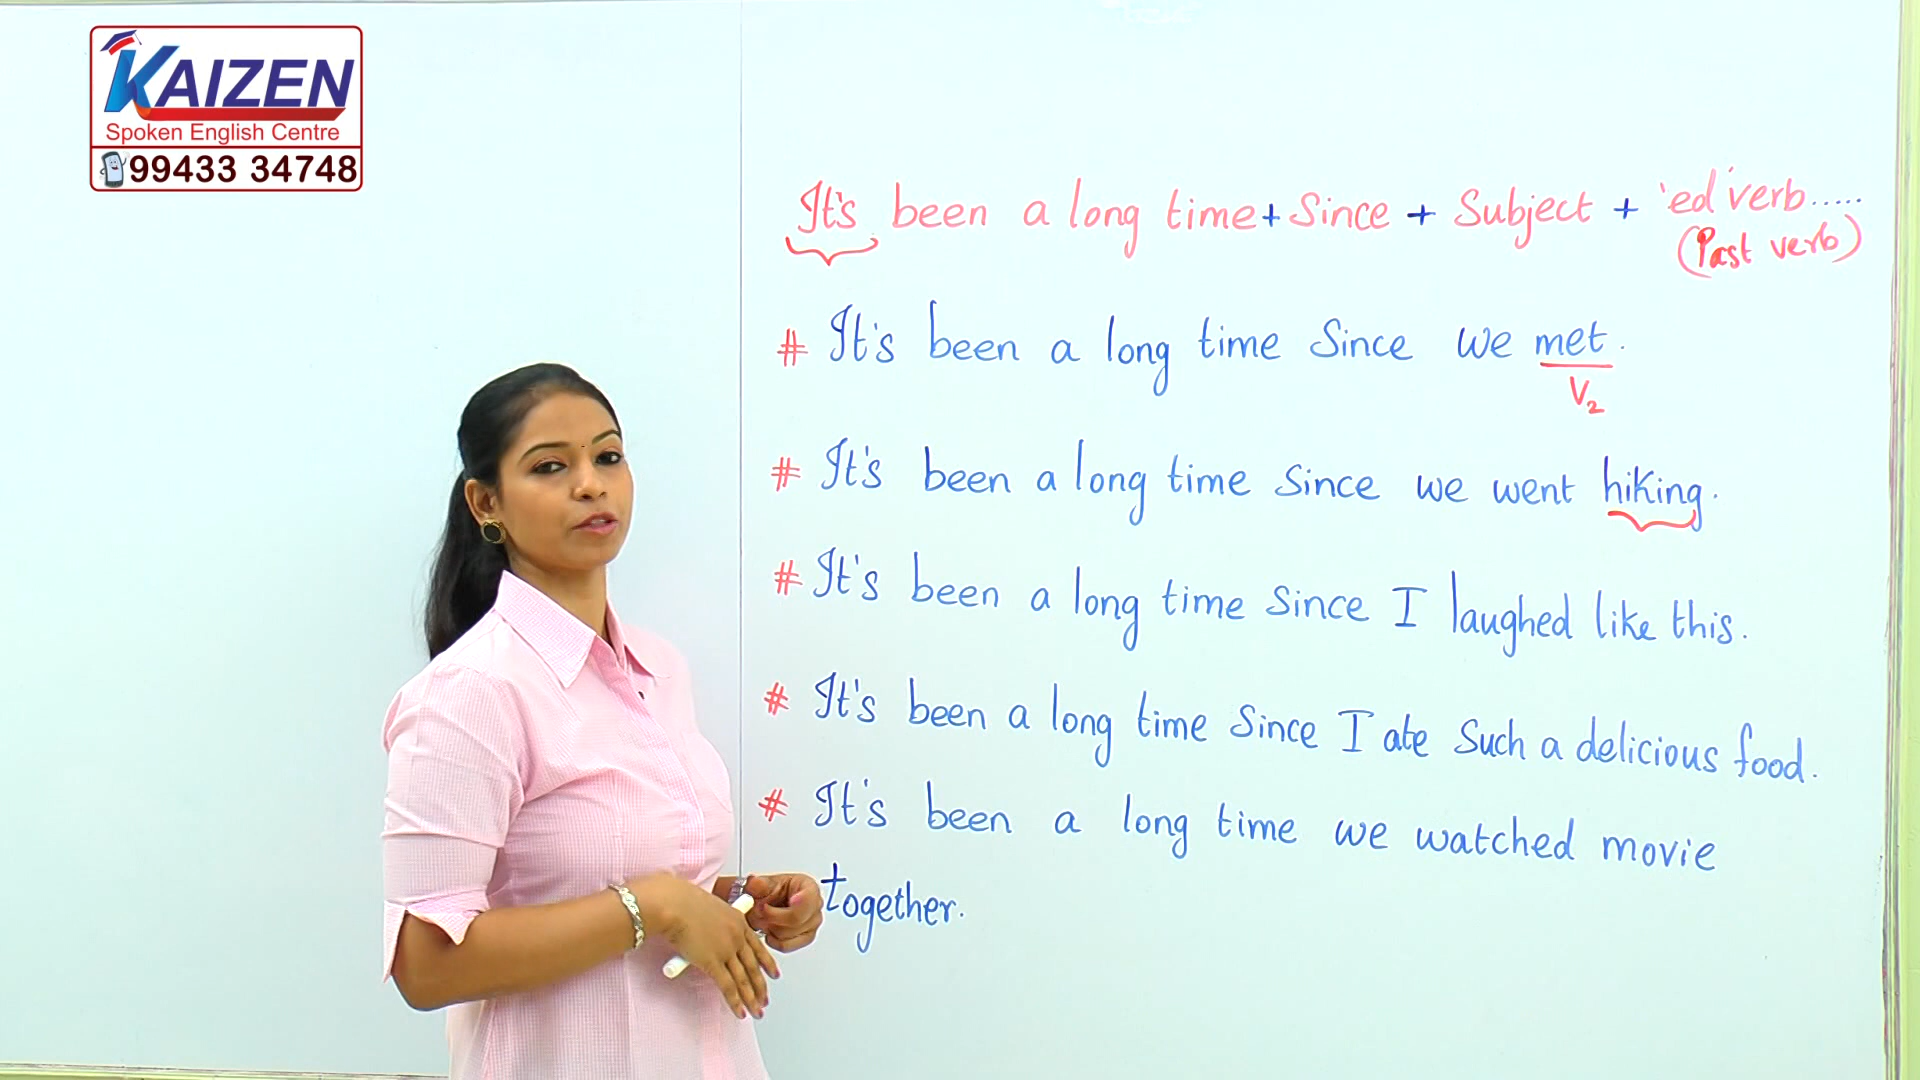 KAIZEN
Spoken English Centre
99433 34748
It's been a long time + Since + Subject + 'ed' verb.....
(Past verb)
# It's been a long time Since we met.
V2
# It's been a long time Since we went hiking.
# It's been a long time Since I laughed like this.
# It's been a long time Since I ate Such a delicious food.
# It's been a long time we watched movie
together.